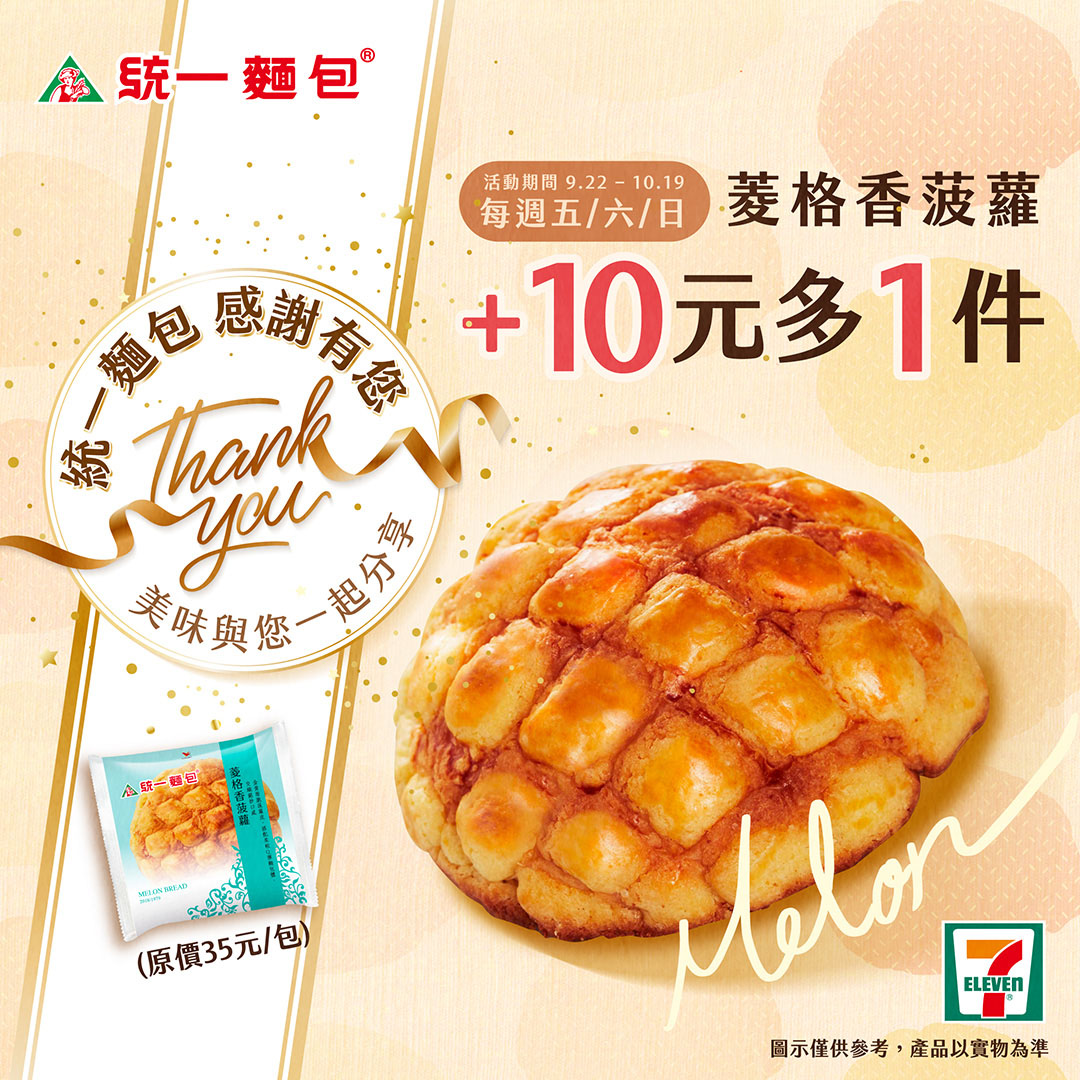 統一麵包®
活動期間 9.22 – 10.19
每週五/六/日
菱格香菠蘿
+10元多1件
統一麵包 感謝有您
Thank
you
美味與您一起分享
統一麵包
菱格香菠蘿
MELON BREAD
(原價35元/包)
Melon
7
ELEVEn
®
圖示僅供參考，產品以實物為準